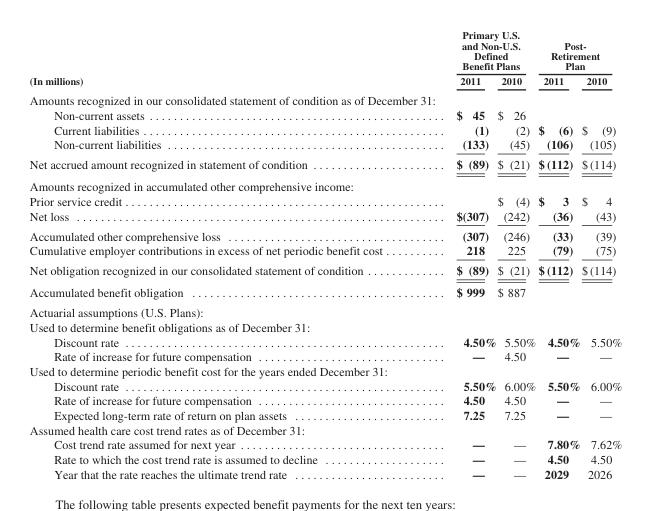 Primary U.S.
and Non-U.S.
Defined
Benefit Plans
Post-
Retirement
Plan
(In millions) 2011 2010 2011 2010
Amounts recognized in our consolidated statement of condition as of December 31:
Non-current assets $ 45 $ 26
Current liabilities (1) (2) $ (6) $ (9)
Non-current liabilities (133) (45) (106) (105)
Net accrued amount recognized in statement of condition $ (89) $ (21) $(112) $(114)
Amounts recognized in accumulated other comprehensive income:
Prior service credit $ (4) $ 3 $ 4
Net loss $(307) (242) (36) (43)
Accumulated other comprehensive loss (307) (246) (33) (39)
Cumulative employer contributions in excess of net periodic benefit cost 218 225 (79) (75)
Net obligation recognized in our consolidated statement of condition $ (89) $ (21) $(112) $(114)
Accumulated benefit obligation $ 999 $ 887
Actuarial assumptions (U.S. Plans):
Used to determine benefit obligations as of December 31:
Discount rate 4.50% 5.50% 4.50% 5.50%
Rate of increase for future compensation — 4.50 — —
Used to determine periodic benefit cost for the years ended December 31:
Discount rate 5.50% 6.00% 5.50% 6.00%
Rate of increase for future compensation 4.50 4.50 — —
Expected long-term rate of return on plan assets 7.25 7.25 — —
Assumed health care cost trend rates as of December 31:
Cost trend rate assumed for next year — — 7.80% 7.62%
Rate to which the cost trend rate is assumed to decline — — 4.50 4.50
Year that the rate reaches the ultimate trend rate — — 2029 2026
The following table presents expected benefit payments for the next ten years: